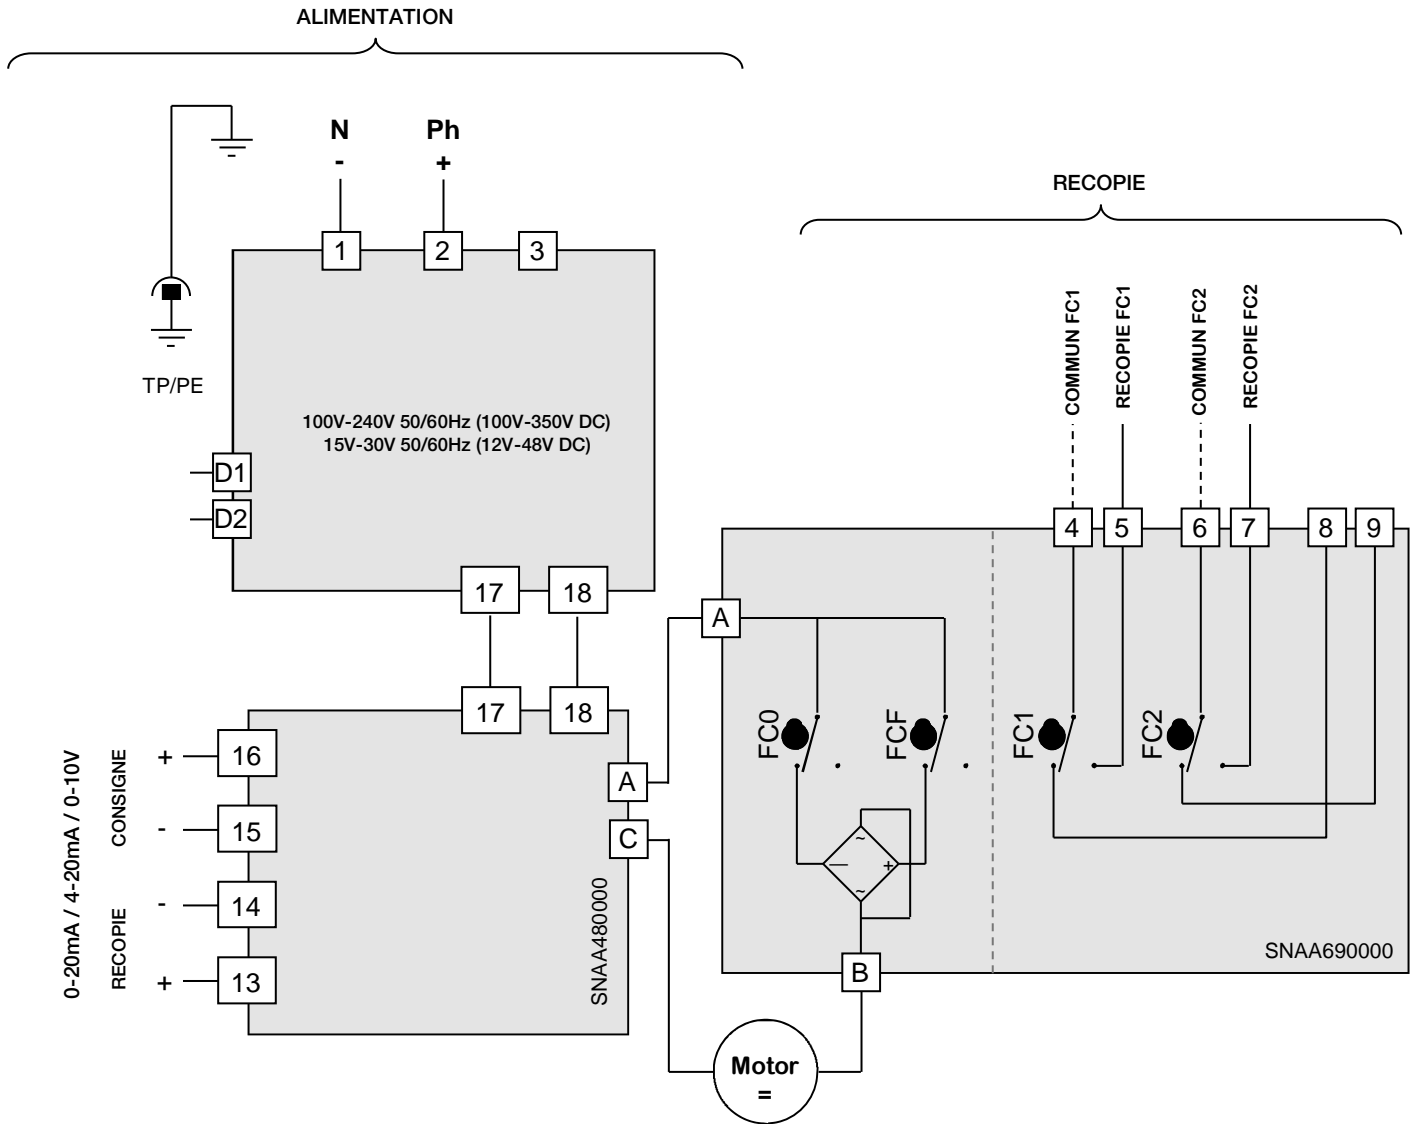 ALIMENTATION
N
-
Ph
+
RECOPIE
1
2
3
COMMUN FC1
RECOPIE FC1
COMMUN FC2
RECOPIE FC2
TP/PE
100V-240V 50/60Hz (100V-350V DC)
15V-30V 50/60Hz (12V-48V DC)
D1
D2
4
5
6
7
8
9
17
18
A
17
18
FC0
FCF
FC1
FC2
0-20mA / 4-20mA / 0-10V
CONSIGNE
RECOPIE
+
16
-
15
-
14
+
13
A
C
SNAA480000
~
—
+
~
SNAA690000
B
Motor
=